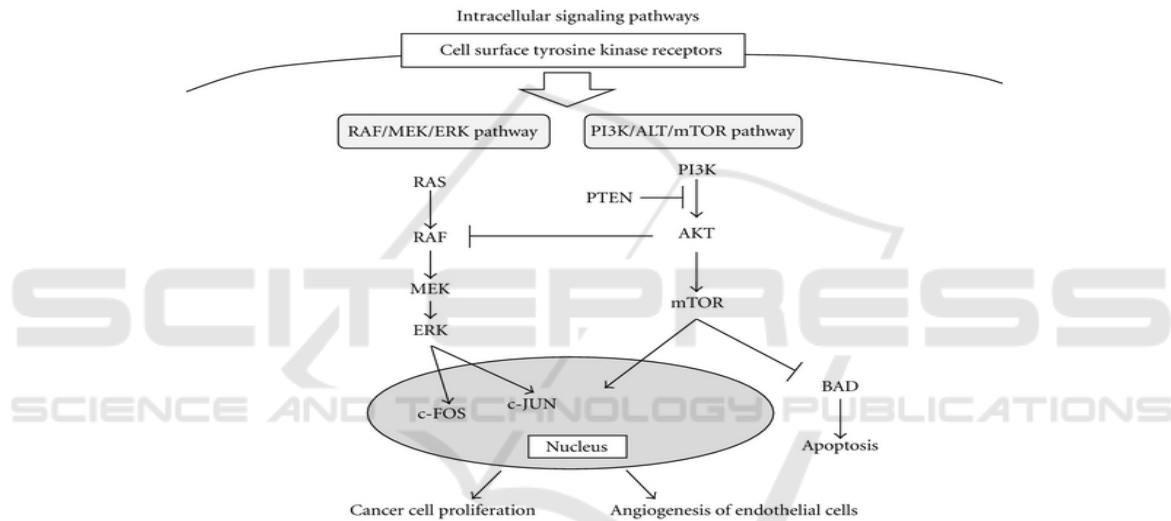 Intracellular signaling pathways
Cell surface tyrosine kinase receptors
RAF/MEK/ERK pathway
PI3K/ALT/mTOR pathway
PI3K
RAS
PTEN
RAF
AKT
MEK
mTOR
ERK
BAD
c-FOS
c-JUN
Nucleus
Apoptosis
Cancer cell proliferation
Angiogenesis of endothelial cells
SCITEPRESS
SCIENCE AND TECHNOLOGY PUBLICATIONS